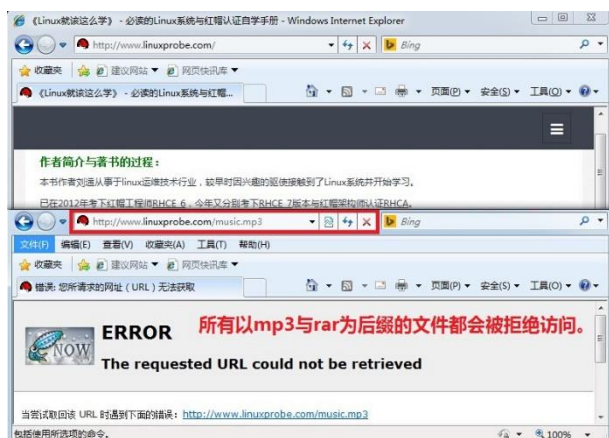 《Linux就该这么学》 - 必读的Linux系统与红帽认证自学手册 - Windows Internet Explorer
http://www.linuxprobe.com/
Bing
收藏夹 建议网站 ▼ 网页快讯库 ▼
《Linux就该这么学》 - 必读的Linux系统与红帽... 页面(P) 安全(S) 工具(O)
作者简介与著书的过程：
本书作者刘遄从事于linux运维技术行业，较早时因兴趣的驱使接触到了Linux系统并开始学习。
已在2012年考下红帽工程师RHCE_6，今年又分别考下RHCE_7版本与红帽架构师认证RHCA。
http://www.linuxprobe.com/music.mp3
Bing
文件(F) 编辑(E) 查看(V) 收藏夹(A) 工具(T) 帮助(H)
收藏夹 建议网站 ▼ 网页快讯库 ▼
错误: 您所请求的网址（URL）无法获取 页面(P) 安全(S) 工具(O)
所有以mp3与rar为后缀的文件都会被拒绝访问。
NOW
ERROR
The requested URL could not be retrieved
当尝试取回该 URL 时遇到下面的错误：http://www.linuxprobe.com/music.mp3
包括使用所选项的命令。
100%